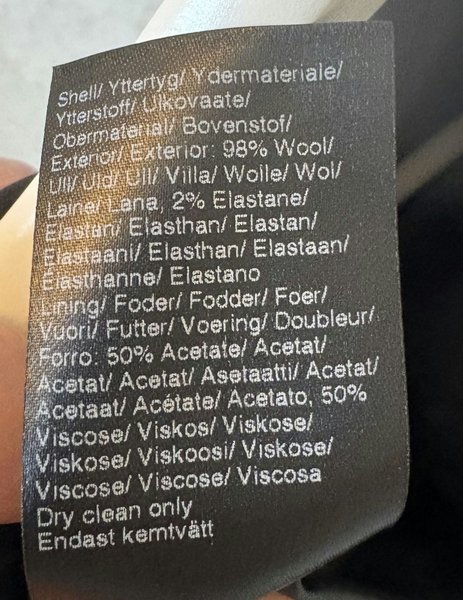 Shell/ Yttertyg/ Ydermateriale/
Ytterstoff/ Ulkovaate/
Obermaterial/ Bovenstof/
Exterior/ Exterior: 98% Wool/
Ull/ Uld/ Ull/ Villa/ Wolle/ Wol/
Laine/ Lana, 2% Elastane/
Elastan/ Elasthan/ Elastan/
Elastaani/ Elasthan/ Elastaan/
Élasthanne/ Elastano
Lining/ Foder/ Fodder/ Foer/
Vuori/ Futter/ Voering/ Doubleur/
Forro: 50% Acetate/ Acetat/
Acetat/ Acetat/ Asetaatti/ Acetat/
Acetaat/ Acétate/ Acetato, 50%
Viscose/ Viskos/ Viskose/
Viskose/ Viskoosi/ Viskose/
Viscose/ Viscose/ Viscosa
Dry clean only
Endast kemtvätt